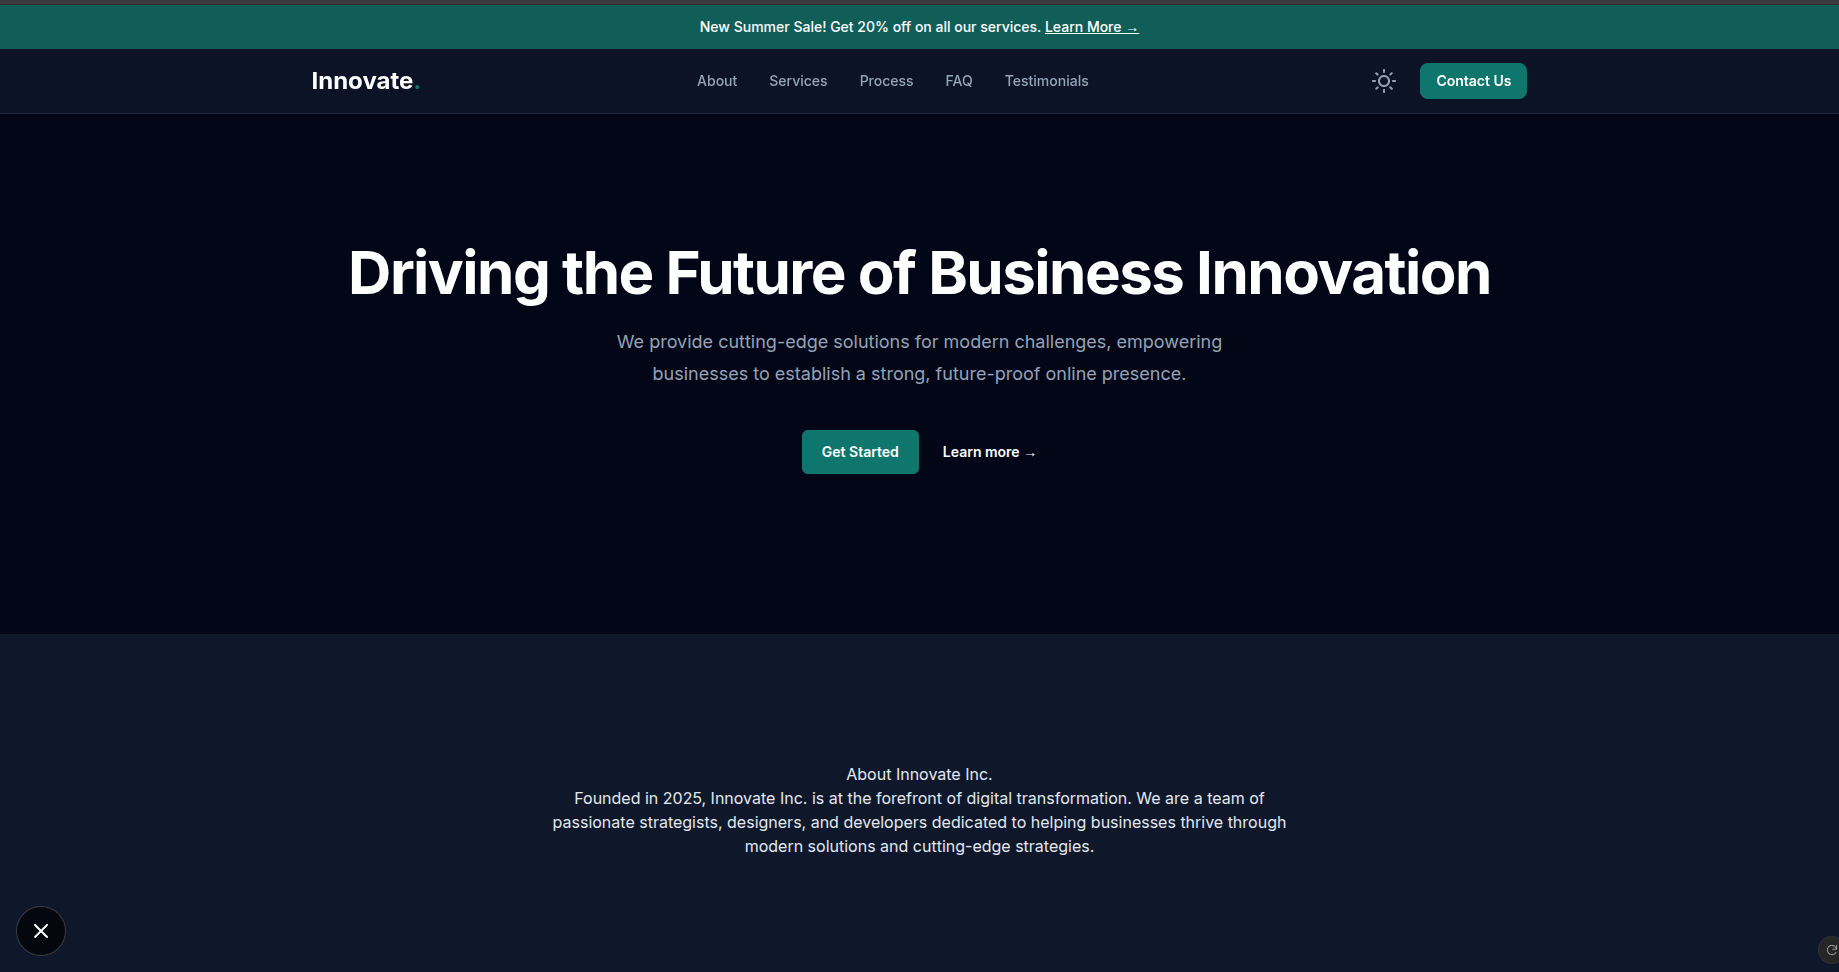 New Summer Sale! Get 20% off on all our services. Learn More →
Innovate.
About
Services
Process
FAQ
Testimonials
Contact Us
Driving the Future of Business Innovation
We provide cutting-edge solutions for modern challenges, empowering
businesses to establish a strong, future-proof online presence.
Get Started
Learn more →
About Innovate Inc.
Founded in 2025, Innovate Inc. is at the forefront of digital transformation. We are a team of
passionate strategists, designers, and developers dedicated to helping businesses thrive through
modern solutions and cutting-edge strategies.